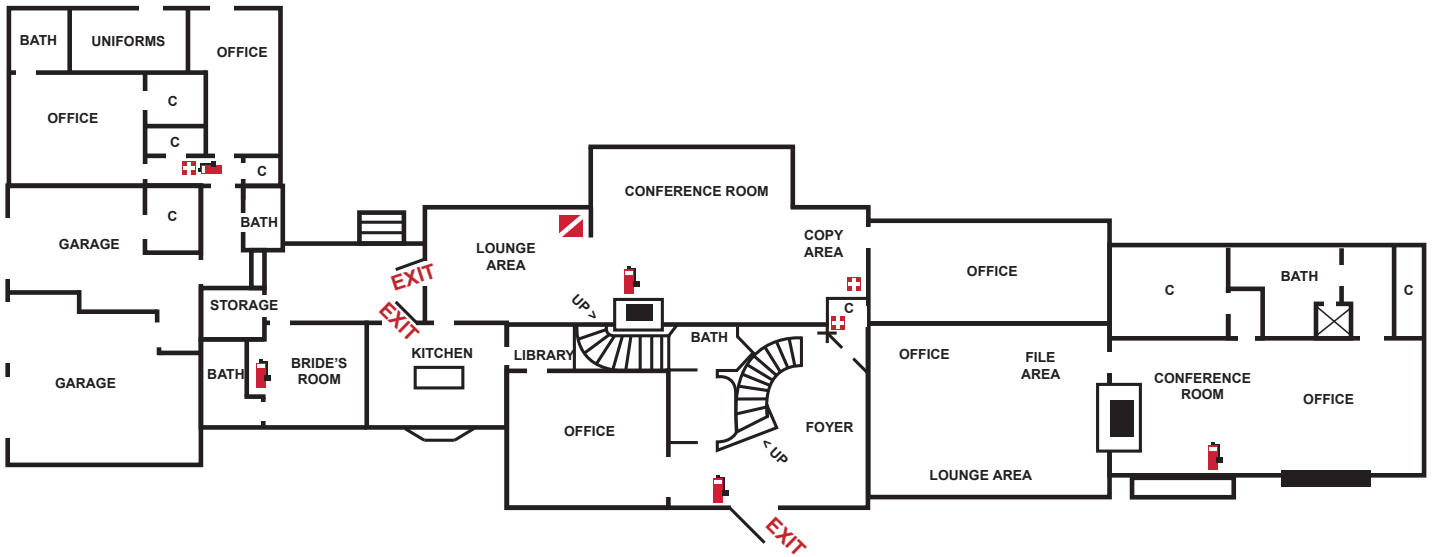 BATH
UNIFORMS
OFFICE
C
OFFICE
C
C
C
BATH
GARAGE
STORAGE
GARAGE
BATH
BRIDE'S
ROOM
EXIT
EXIT
KITCHEN
LOUNGE
AREA
CONFERENCE ROOM
COPY
AREA
UP >
C
LIBRARY
BATH
OFFICE
FOYER
< UP
EXIT
OFFICE
OFFICE
FILE
AREA
LOUNGE AREA
C
BATH
C
CONFERENCE
ROOM
OFFICE